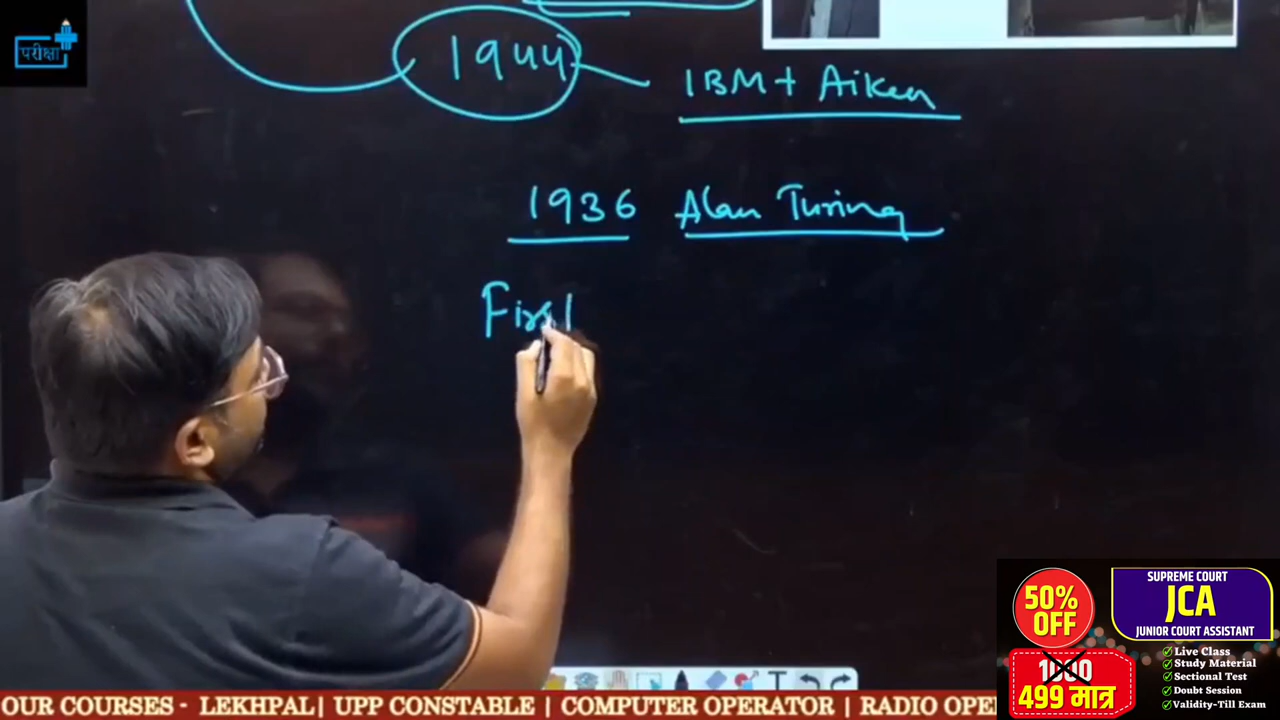 परीक्षा
1944
IBM + Aiken
1936 Alan Turing
First
50%
OFF
1000
499 मात्र
SUPREME COURT
JCA
JUNIOR COURT ASSISTANT
Live Class
Study Material
Sectional Test
Doubt Session
Validity-Till Exam
OUR COURSES - LEKHPAL / UPP CONSTABLE | COMPUTER OPERATOR | RADIO OPE